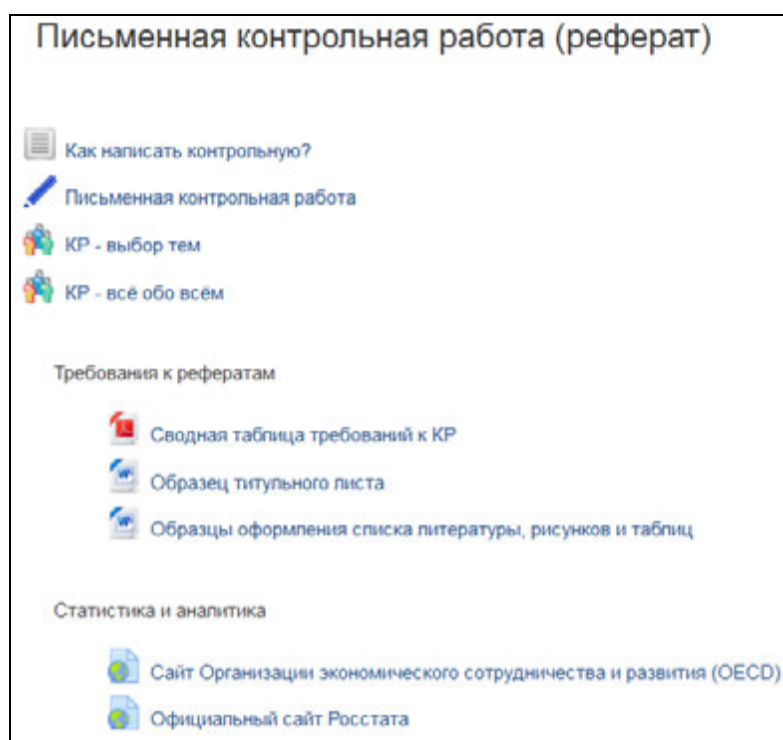 Письменная контрольная работа (реферат)
Как написать контрольную?
Письменная контрольная работа
КР - выбор тем
КР - всё обо всём
Требования к рефератам
Сводная таблица требований к КР
Образец титульного листа
Образцы оформления списка литературы, рисунков и таблиц
Статистика и аналитика
Сайт Организации экономического сотрудничества и развития (OECD)
Официальный сайт Росстата